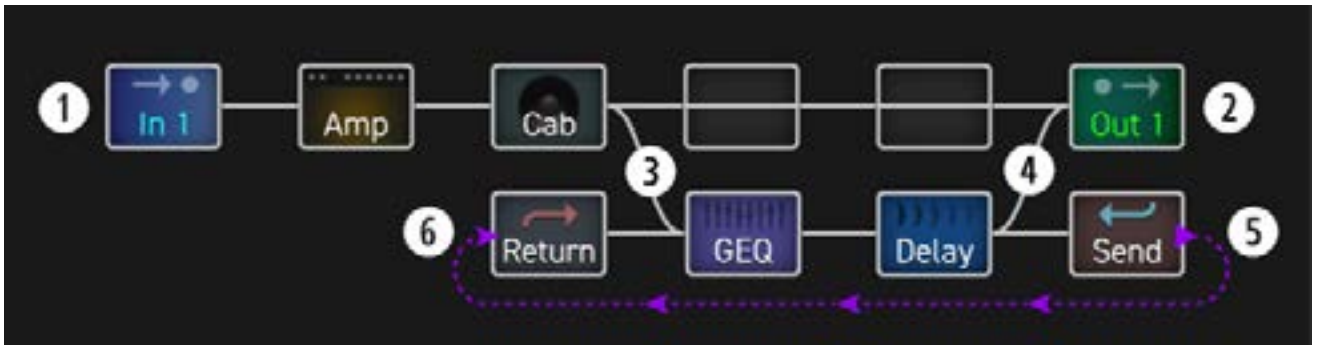 1
In 1
Amp
Cab
Out 1
2
3
4
6
Return
GEQ
Delay
Send
5